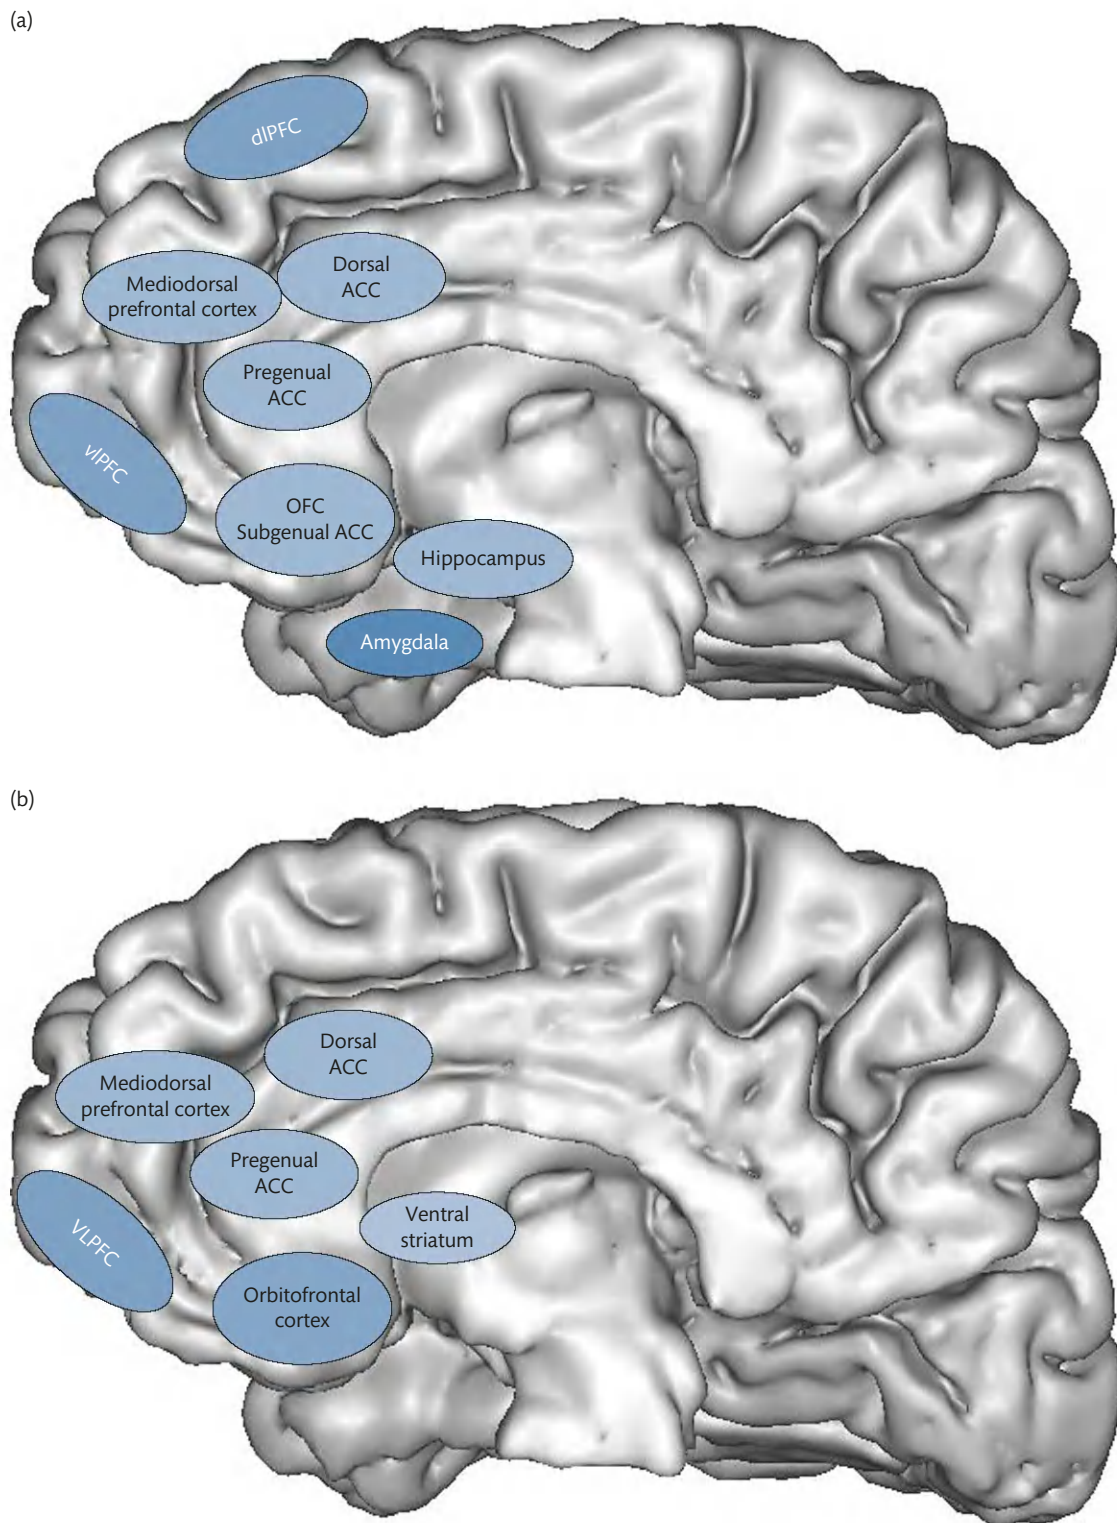 (a)
dlPFC
Dorsal
ACC
Mediodorsal
prefrontal cortex
Pregenual
ACC
vlPFC
OFC
Subgenual ACC
Hippocampus
Amygdala
(b)
Dorsal
ACC
Mediodorsal
prefrontal cortex
Pregenual
ACC
VLPFC
Ventral
striatum
Orbitofrontal
cortex